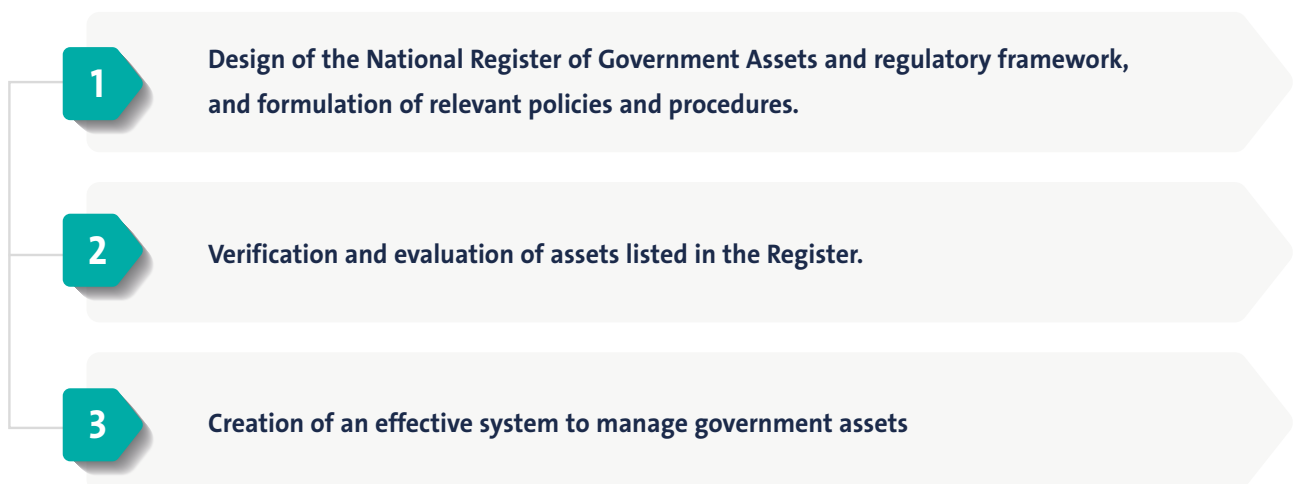 1
Design of the National Register of Government Assets and regulatory framework,
and formulation of relevant policies and procedures.
2
Verification and evaluation of assets listed in the Register.
3
Creation of an effective system to manage government assets